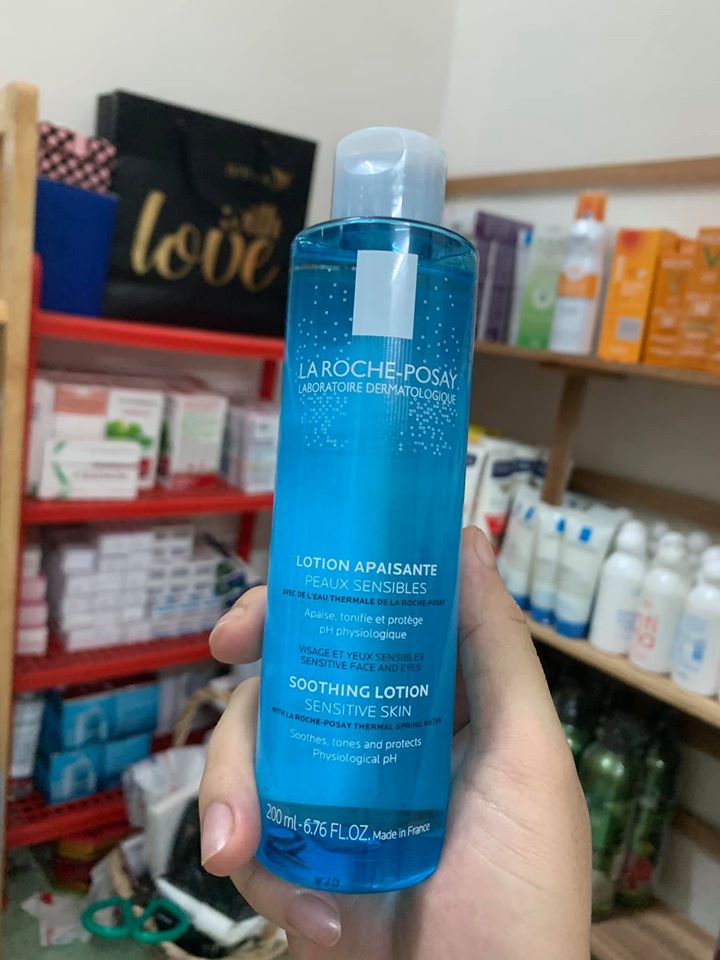 love
LA ROCHE-POSAY
LABORATOIRE DERMATOLOGIQUE
LOTION APAISANTE
PEAUX SENSIBLES
AVEC DE L'EAU THERMALE DE LA ROCHE-POSAY
Apaise, tonifie et protège
pH physiologique
VISAGE ET YEUX SENSIBLES
SENSITIVE FACE AND EYES
SOOTHING LOTION
SENSITIVE SKIN
WITH LA ROCHE-POSAY THERMAL SPRING WATER
Soothes, tones and protects
Physiological pH
200 ml - 6.76 FL.OZ. Made in France